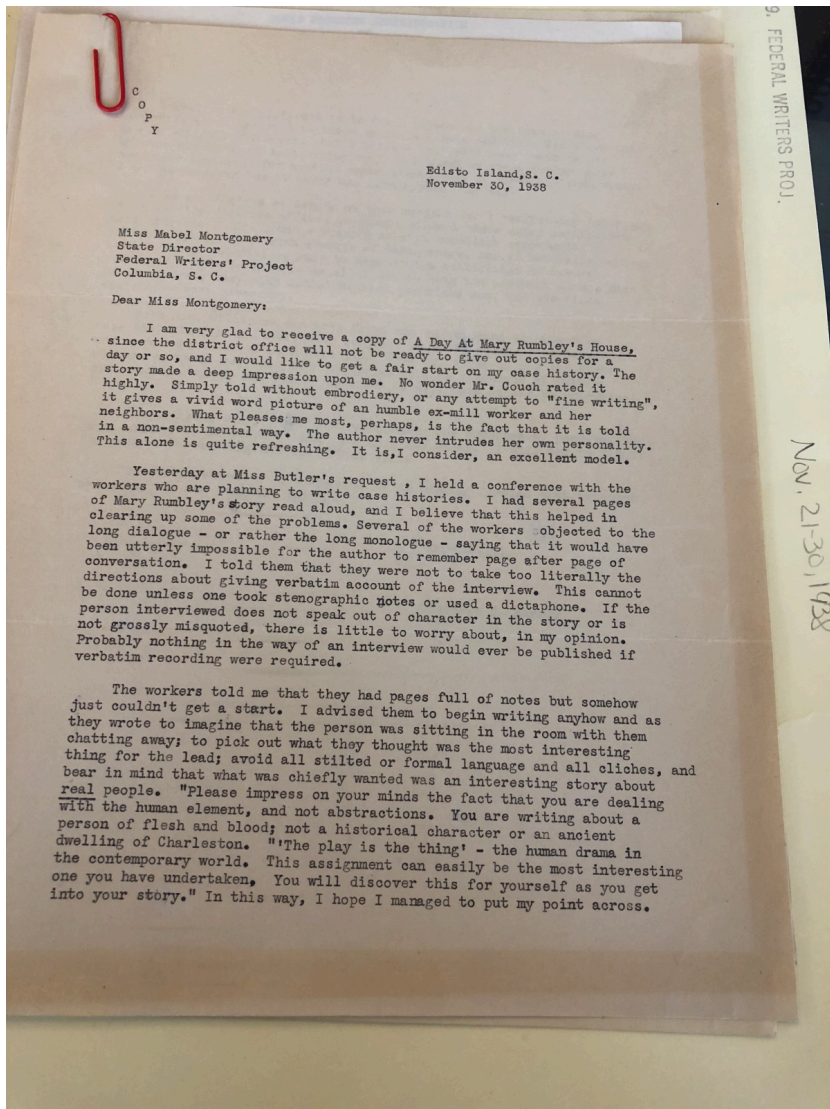 C
O
P
Y
9. FEDERAL WRITERS PROJ.
Nov. 21-30, 1938
Edisto Island,S. C.
November 30, 1938
Miss Mabel Montgomery
State Director
Federal Writers' Project
Columbia, S. C.
Dear Miss Montgomery:
I am very glad to receive a copy of A Day At Mary Rumbley's House,
since the district office will not be ready to give out copies for a
day or so, and I would like to get a fair start on my case history. The
story made a deep impression upon me. No wonder Mr. Couch rated it
highly. Simply told without embrodiery, or any attempt to "fine writing",
it gives a vivid word picture of an humble ex-mill worker and her
neighbors. What pleases me most, perhaps, is the fact that it is told
in a non-sentimental way. The author never intrudes her own personality.
This alone is quite refreshing. It is,I consider, an excellent model.
Yesterday at Miss Butler's request , I held a conference with the
workers who are planning to write case histories. I had several pages
of Mary Rumbley's story read aloud, and I believe that this helped in
clearing up some of the problems. Several of the workers objected to the
long dialogue - or rather the long monologue - saying that it would have
been utterly impossible for the author to remember page after page of
conversation. I told them that they were not to take too literally the
directions about giving verbatim account of the interview. This cannot
be done unless one took stenographic notes or used a dictaphone. If the
person interviewed does not speak out of character in the story or is
not grossly misquoted, there is little to worry about, in my opinion.
Probably nothing in the way of an interview would ever be published if
verbatim recording were required.
The workers told me that they had pages full of notes but somehow
just couldn't get a start. I advised them to begin writing anyhow and as
they wrote to imagine that the person was sitting in the room with them
chatting away; to pick out what they thought was the most interesting
thing for the lead; avoid all stilted or formal language and all cliches, and
bear in mind that what was chiefly wanted was an interesting story about
real people. "Please impress on your minds the fact that you are dealing
with the human element, and not abstractions. You are writing about a
person of flesh and blood; not a historical character or an ancient
dwelling of Charleston. "'The play is the thing' - the human drama in
the contemporary world. This assignment can easily be the most interesting
one you have undertaken. You will discover this for yourself as you get
into your story." In this way, I hope I managed to put my point across.